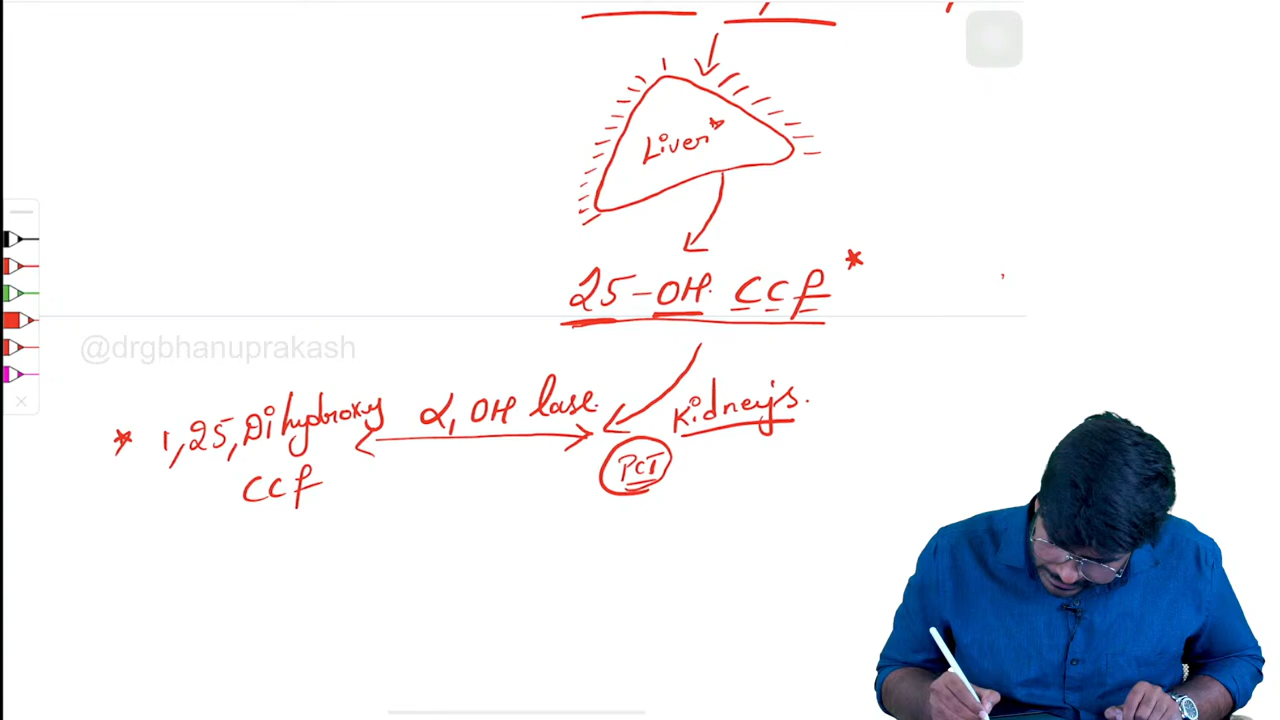 Liver
25-OH CCF
@drgbhanuprakash
1,25, Dihydroxy
CCF
α, OH lase
Kidneys.
PCT